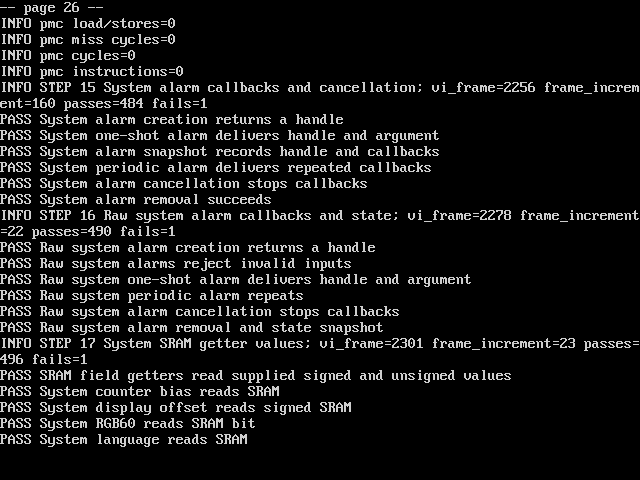 -- page 26 --
INFO pmc load/stores=0
INFO pmc miss cycles=0
INFO pmc cycles=0
INFO pmc instructions=0
INFO STEP 15 System alarm callbacks and cancellation; vi_frame=2256 frame_increm
ent=160 passes=484 fails=1
PASS System alarm creation returns a handle
PASS System one-shot alarm delivers handle and argument
PASS System alarm snapshot records handle and callbacks
PASS System periodic alarm delivers repeated callbacks
PASS System alarm cancellation stops callbacks
PASS System alarm removal succeeds
INFO STEP 16 Raw system alarm callbacks and state; vi_frame=2278 frame_increment
=22 passes=490 fails=1
PASS Raw system alarm creation returns a handle
PASS Raw system alarms reject invalid inputs
PASS Raw system one-shot alarm delivers handle and argument
PASS Raw system periodic alarm repeats
PASS Raw system alarm cancellation stops callbacks
PASS Raw system alarm removal and state snapshot
INFO STEP 17 System SRAM getter values; vi_frame=2301 frame_increment=23 passes=
496 fails=1
PASS SRAM field getters read supplied signed and unsigned values
PASS System counter bias reads SRAM
PASS System display offset reads signed SRAM
PASS System RGB60 reads SRAM bit
PASS System language reads SRAM